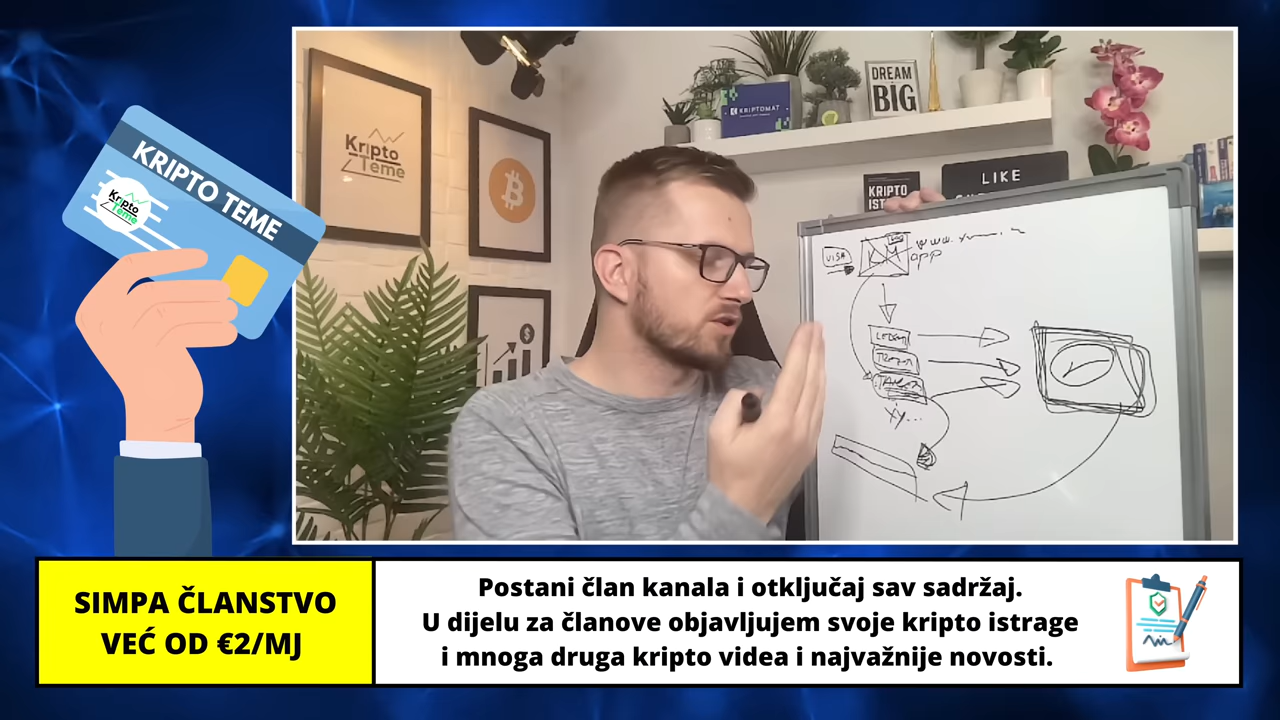 KRIPTO TEME
Kripto
Teme
Kripto
Teme
KRIPTOMAT
DREAM
BIG
KRIPTO
LIKE
VISA
app
xy...
SIMPA ČLANSTVO
VEĆ OD €2/MJ
Postani član kanala i otključaj sav sadržaj.
U dijelu za članove objavljujem svoje kripto istrage
i mnoga druga kripto videa i najvažnije novosti.